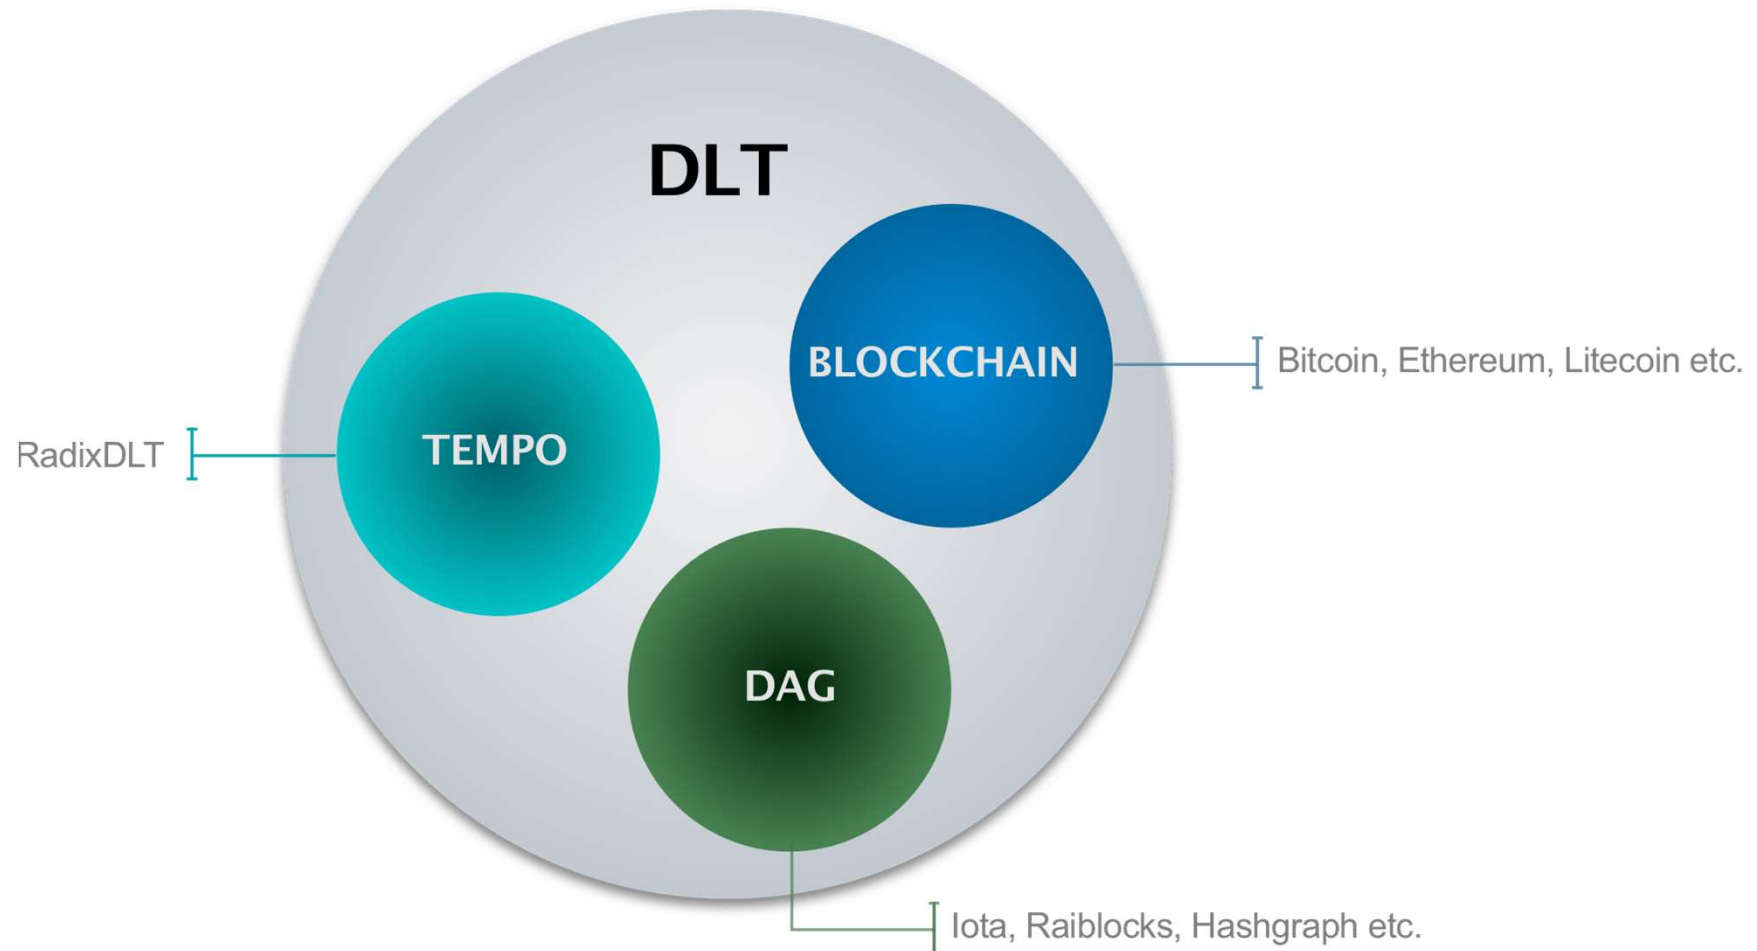 DLT
BLOCKCHAIN
Bitcoin, Ethereum, Litecoin etc.
TEMPO
RadixDLT
DAG
Iota, Raiblocks, Hashgraph etc.